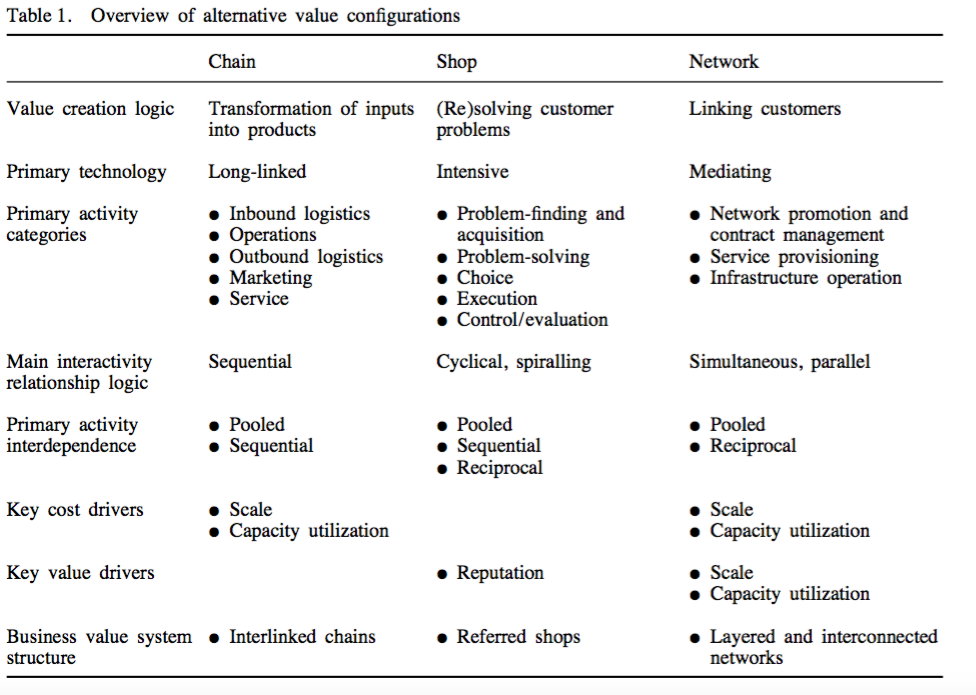 Table 1. Overview of alternative value configurations
Chain Shop Network
Value creation logic Transformation of inputs (Re)solving customer Linking customers
into products problems
Primary technology Long-linked Intensive Mediating
Primary activity ● Inbound logistics ● Problem-finding and ● Network promotion and
categories ● Operations acquisition contract management
● Outbound logistics ● Problem-solving ● Service provisioning
● Marketing ● Choice ● Infrastructure operation
● Service ● Execution
● Control/evaluation
Main interactivity Sequential Cyclical, spiralling Simultaneous, parallel
relationship logic
Primary activity ● Pooled ● Pooled ● Pooled
interdependence ● Sequential ● Sequential ● Reciprocal
● Reciprocal
Key cost drivers ● Scale ● Scale
● Capacity utilization ● Capacity utilization
Key value drivers ● Reputation ● Scale
● Capacity utilization
Business value system ● Interlinked chains ● Referred shops ● Layered and interconnected
structure networks